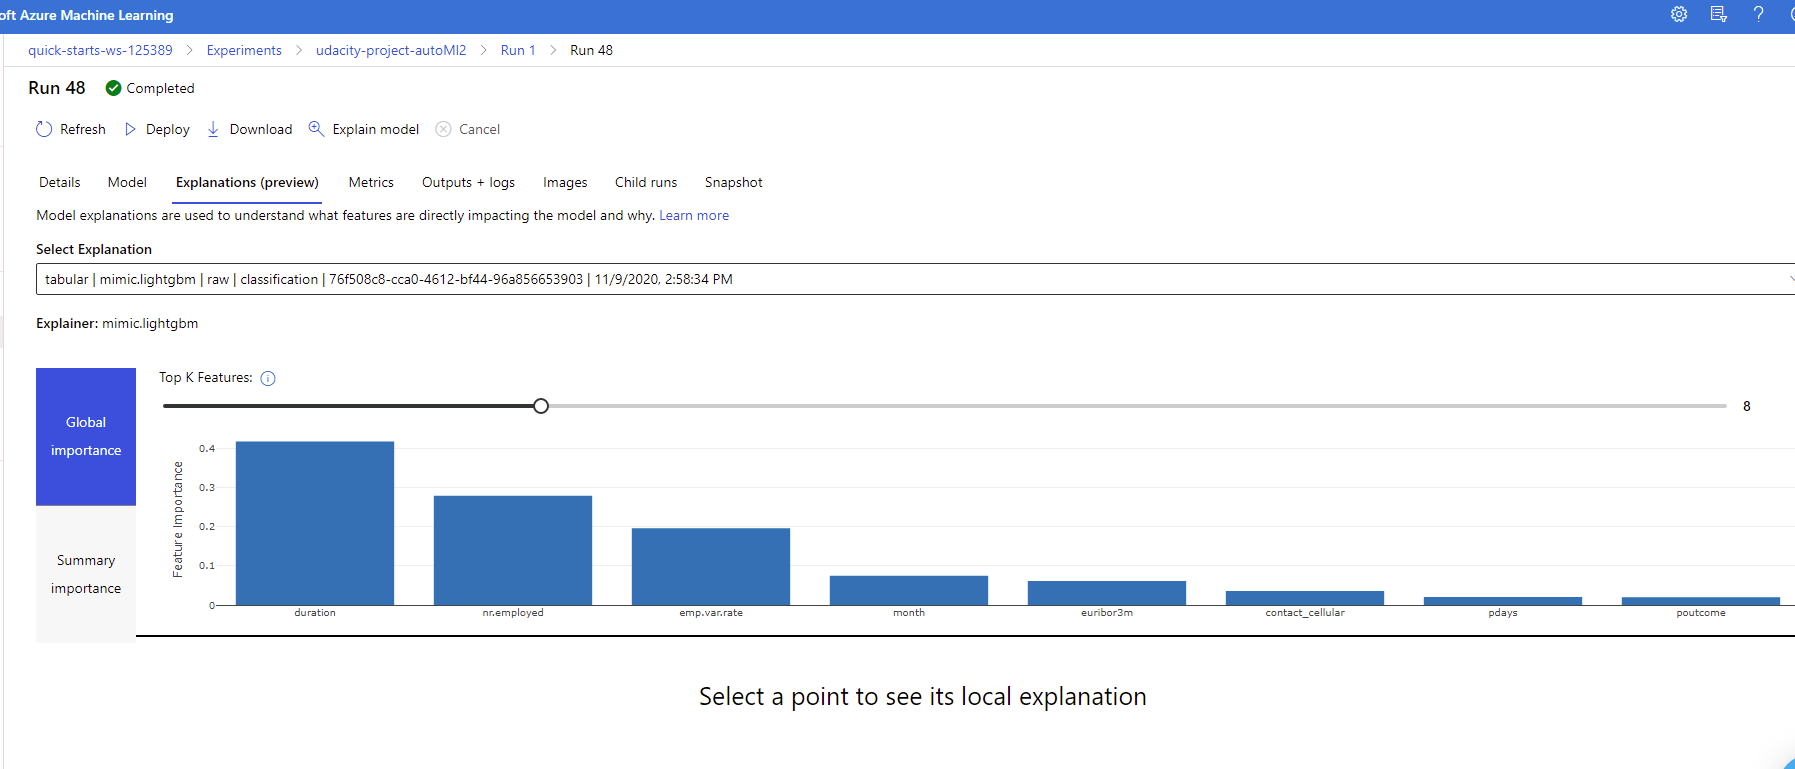 oft Azure Machine Learning
quick-starts-ws-125389 > Experiments > udacity-project-autoMl2 > Run 1 > Run 48
Run 48 Completed
Refresh Deploy Download Explain model Cancel
Details Model Explanations (preview) Metrics Outputs + logs Images Child runs Snapshot
Model explanations are used to understand what features are directly impacting the model and why. Learn more
Select Explanation
tabular | mimic.lightgbm | raw | classification | 76f508c8-cca0-4612-bf44-96a856653903 | 11/9/2020, 2:58:34 PM
Explainer: mimic.lightgbm
Global
importance
Summary
importance
Top K Features:
8
Feature Importance
0.4
0.3
0.2
0.1
0
duration nr.employed emp.var.rate month euribor3m contact_cellular pdays poutcome
Select a point to see its local explanation